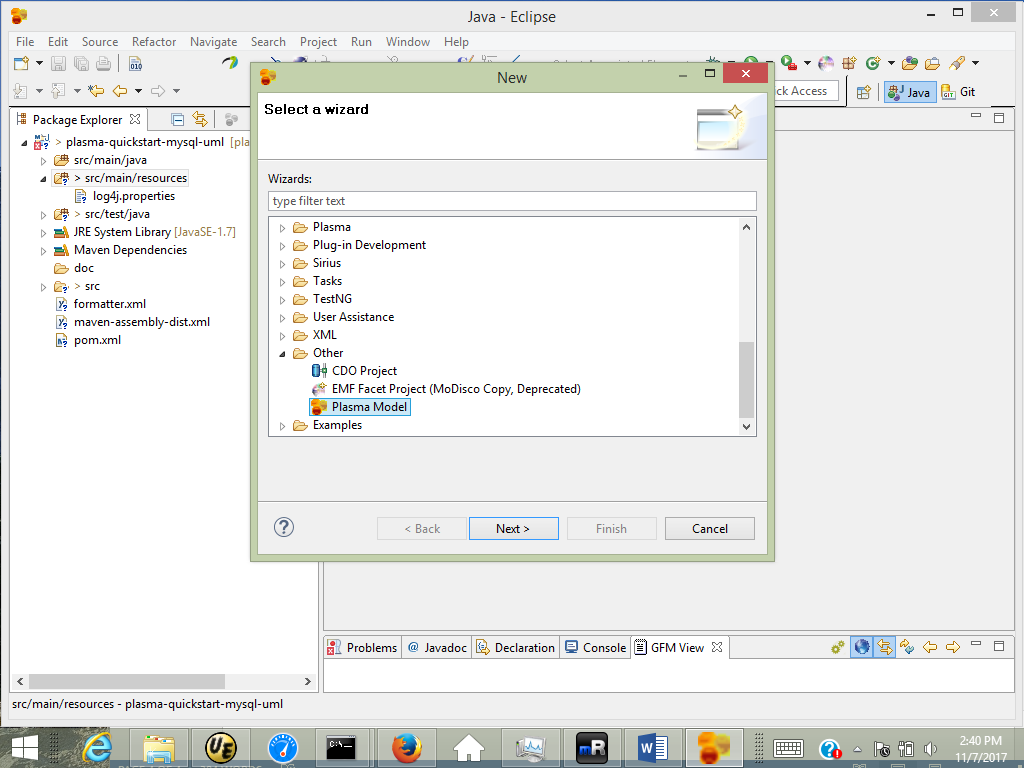 Java - Eclipse
File Edit Source Refactor Navigate Search Project Run Window Help
New
ck Access
Java
Git
Select a wizard
Package Explorer
> plasma-quickstart-mysql-uml [pla
src/main/java
> src/main/resources
log4j.properties
> src/test/java
JRE System Library [JavaSE-1.7]
Maven Dependencies
doc
> src
formatter.xml
maven-assembly-dist.xml
pom.xml
Wizards:
type filter text
Plasma
Plug-in Development
Sirius
Tasks
TestNG
User Assistance
XML
Other
CDO Project
EMF Facet Project (MoDisco Copy, Deprecated)
Plasma Model
Examples
< Back Next > Finish Cancel
Problems @ Javadoc Declaration Console GFM View
src/main/resources - plasma-quickstart-mysql-uml
2:40 PM
11/7/2017